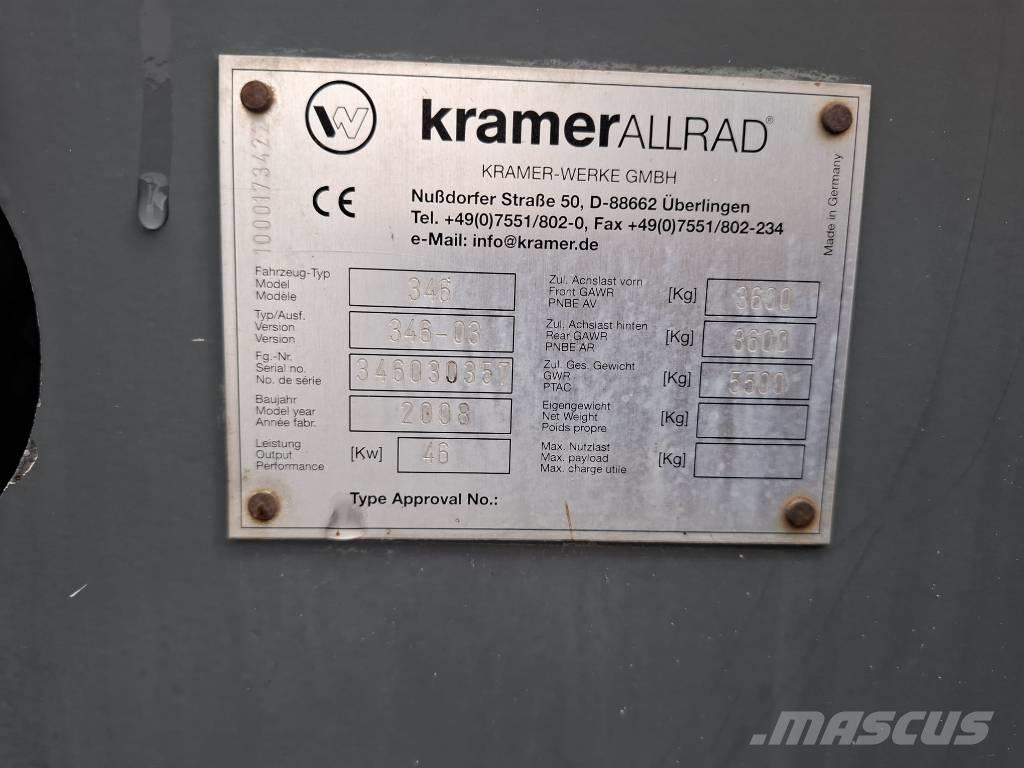 kramerALLRAD®
KRAMER-WERKE GMBH
CE
Nußdorfer Straße 50, D-88662 Überlingen
Tel. +49(0)7551/802-0, Fax +49(0)7551/802-234
e-Mail: info@kramer.de
Made in Germany
1000173422
Fahrzeug-Typ
Model
Modèle
346
Typ/Ausf.
Version
Version
346-03
Fg.-Nr.
Serial no.
No. de série
346030357
Baujahr
Model year
Année fabr.
2008
Leistung
Output
Performance
[Kw] 46
Type Approval No.:
Zul. Achslast vorn
Front GAWR
PNBE AV
[Kg] 3600
Zul. Achslast hinten
Rear GAWR
PNBE AR
[Kg] 3600
Zul. Ges. Gewicht
GWR
PTAC
[Kg] 5500
Eigengewicht
Net Weight
Poids propre
[Kg]
Max. Nutzlast
Max. payload
Max. charge utile
[Kg]
MASCUS